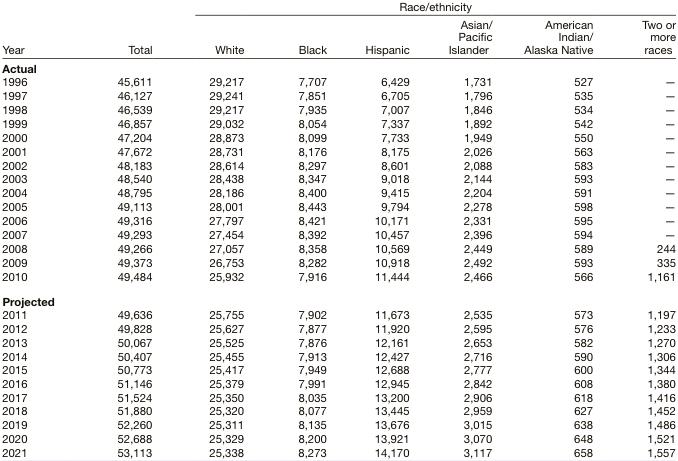 Race/ethnicity
Asian/ American Two or
Pacific Indian/ more
Year Total White Black Hispanic Islander Alaska Native races
Actual
1996 45,611 29,217 7,707 6,429 1,731 527 —
1997 46,127 29,241 7,851 6,705 1,796 535 —
1998 46,539 29,217 7,935 7,007 1,846 534 —
1999 46,857 29,032 8,054 7,337 1,892 542 —
2000 47,204 28,873 8,099 7,733 1,949 550 —
2001 47,672 28,731 8,176 8,175 2,026 563 —
2002 48,183 28,614 8,297 8,601 2,088 583 —
2003 48,540 28,438 8,347 9,018 2,144 593 —
2004 48,795 28,186 8,400 9,415 2,204 591 —
2005 49,113 28,001 8,443 9,794 2,278 598 —
2006 49,316 27,797 8,421 10,171 2,331 595 —
2007 49,293 27,454 8,392 10,457 2,396 594 —
2008 49,266 27,057 8,358 10,569 2,449 589 244
2009 49,373 26,753 8,282 10,918 2,492 593 335
2010 49,484 25,932 7,916 11,444 2,466 566 1,161
Projected
2011 49,636 25,755 7,902 11,673 2,535 573 1,197
2012 49,828 25,627 7,877 11,920 2,595 576 1,233
2013 50,067 25,525 7,876 12,161 2,653 582 1,270
2014 50,407 25,455 7,913 12,427 2,716 590 1,306
2015 50,773 25,417 7,949 12,688 2,777 600 1,344
2016 51,146 25,379 7,991 12,945 2,842 608 1,380
2017 51,524 25,350 8,035 13,200 2,906 618 1,416
2018 51,880 25,320 8,077 13,445 2,959 627 1,452
2019 52,260 25,311 8,135 13,676 3,015 638 1,486
2020 52,688 25,329 8,200 13,921 3,070 648 1,521
2021 53,113 25,338 8,273 14,170 3,117 658 1,557